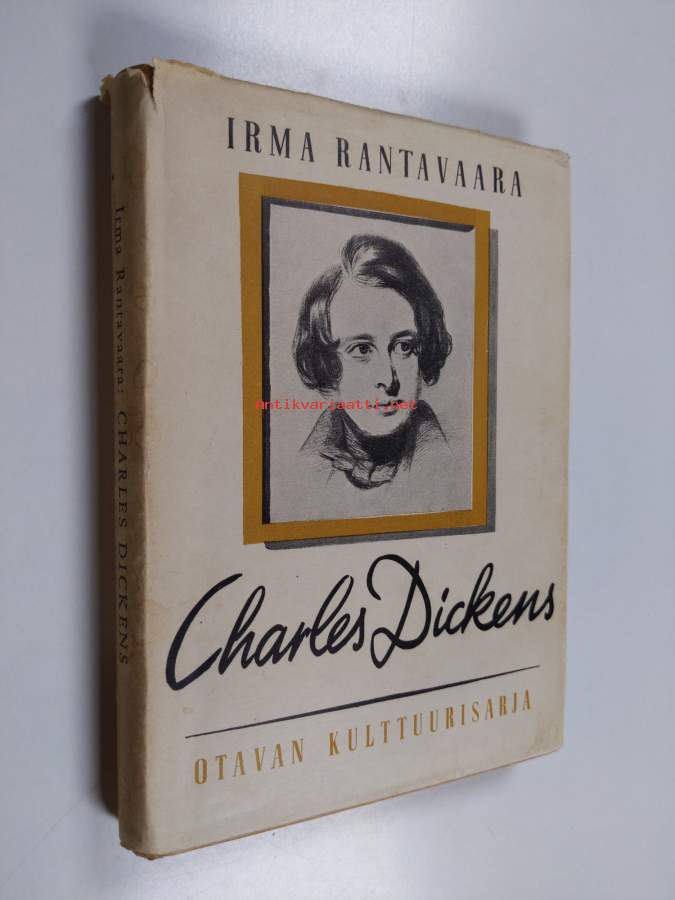 IRMA RANTAVAARA
Antikvariaatti.net
Charles Dickens
OTAVAN KULTTUURISARJA
Irma Rantavaara: CHARLES DICKENS